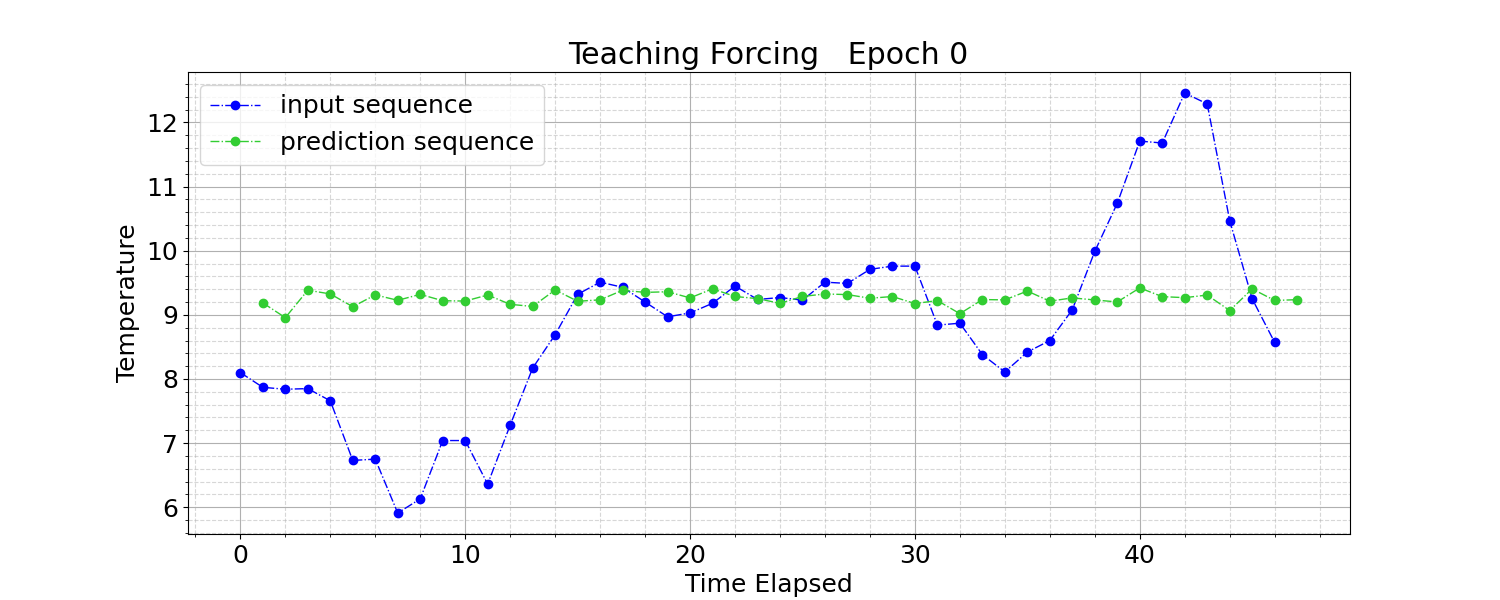 Teaching Forcing   Epoch 0
input sequence
prediction sequence
12
11
10
9
8
7
6
Temperature
0 10 20 30 40
Time Elapsed